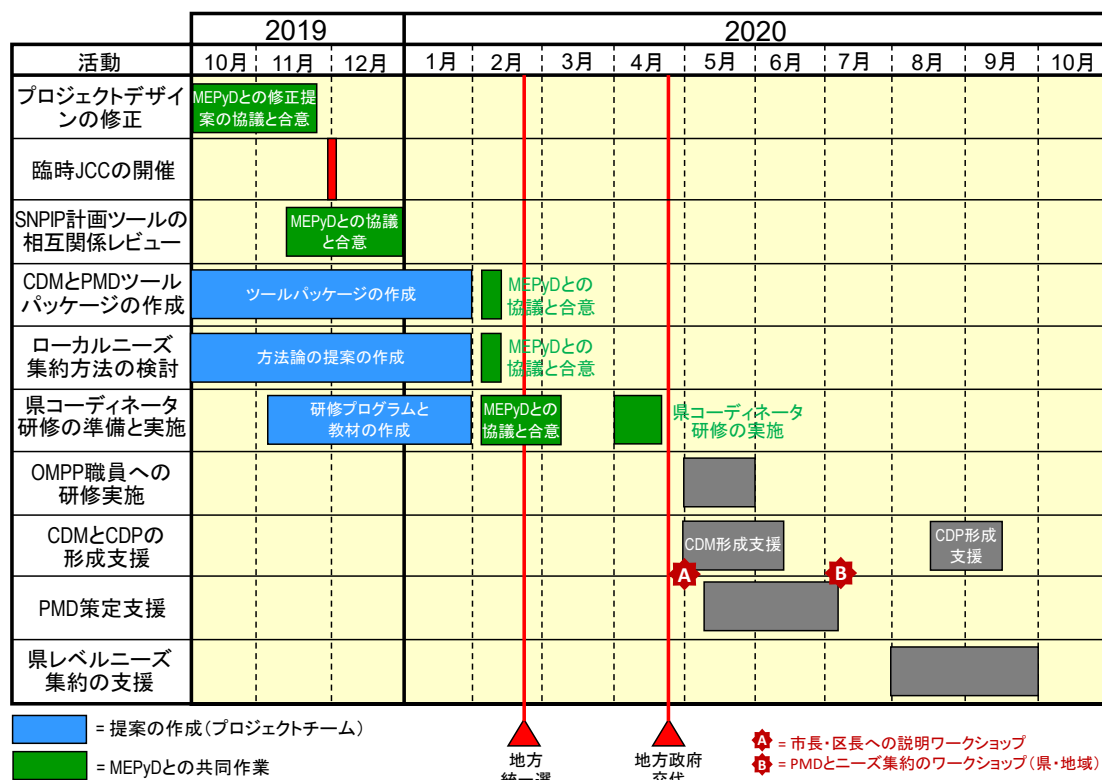 2019
2020
活動
10月
11月
12月
1月
2月
3月
4月
5月
6月
7月
8月
9月
10月
プロジェクトデザイ
ンの修正
MEPyDとの修正提
案の協議と合意
臨時JCCの開催
SNPIP計画ツールの
相互関係レビュー
MEPyDとの協議
と合意
CDMとPMDツール
パッケージの作成
ツールパッケージの作成
MEPyDとの
協議と合意
ローカルニーズ
集約方法の検討
方法論の提案の作成
MEPyDとの
協議と合意
県コーディネータ
研修の準備と実施
研修プログラムと
教材の作成
MEPyDとの
協議と合意
県コーディネータ
研修の実施
OMPP職員への
研修実施
CDMとCDPの
形成支援
CDM形成支援
CDP形成
支援
A
B
PMD策定支援
県レベルニーズ
集約の支援
= 提案の作成(プロジェクトチーム)
= MEPyDとの共同作業
地方
統一選
地方政府
交代
A = 市長・区長への説明ワークショップ
B = PMDとニーズ集約のワークショップ(県・地域)